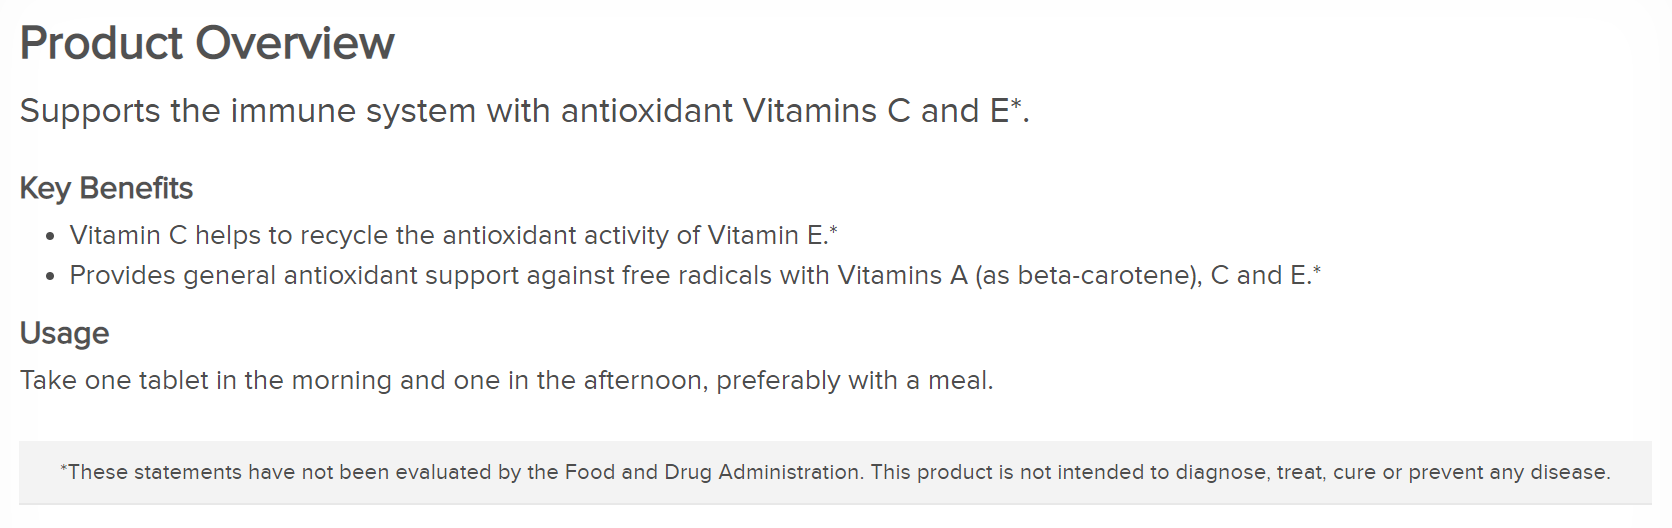 Product Overview
Supports the immune system with antioxidant Vitamins C and E*.
Key Benefits
• Vitamin C helps to recycle the antioxidant activity of Vitamin E.*
• Provides general antioxidant support against free radicals with Vitamins A (as beta-carotene), C and E.*
Usage
Take one tablet in the morning and one in the afternoon, preferably with a meal.
*These statements have not been evaluated by the Food and Drug Administration. This product is not intended to diagnose, treat, cure or prevent any disease.